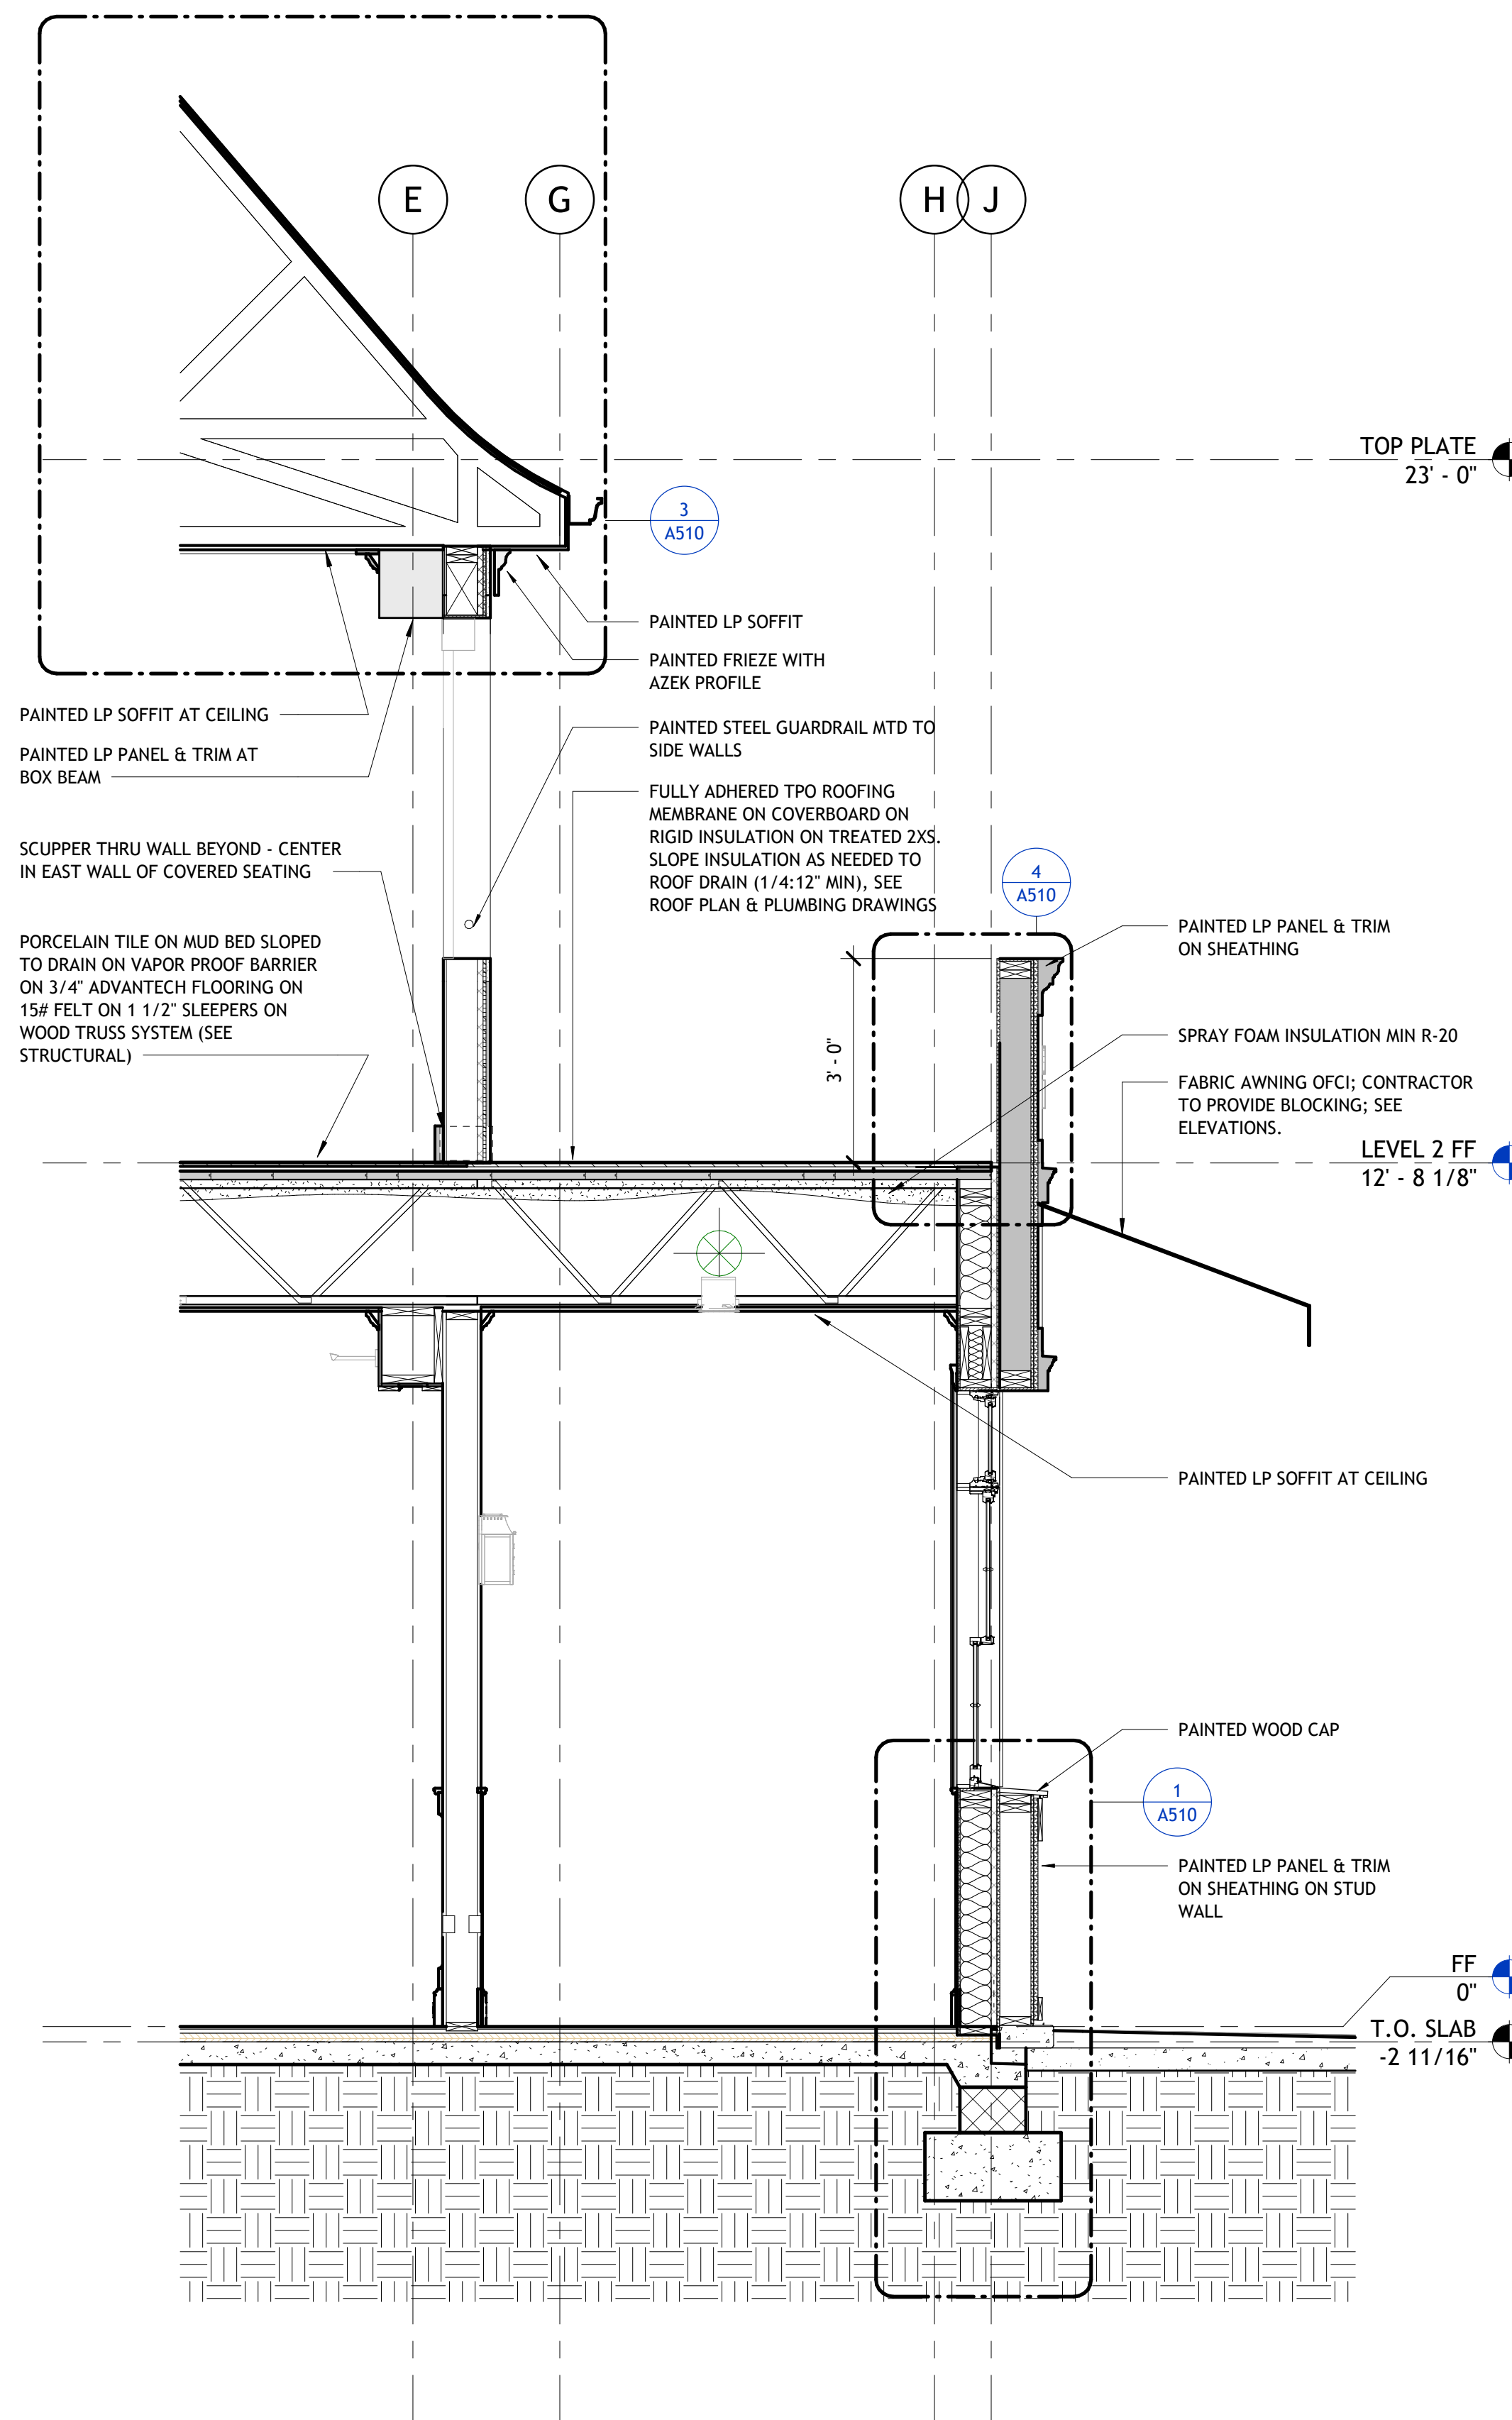 E
G
H
J
TOP PLATE
23' - 0"
3
A510
PAINTED LP SOFFIT
PAINTED FRIEZE WITH
AZEK PROFILE
PAINTED LP SOFFIT AT CEILING
PAINTED LP PANEL & TRIM AT
BOX BEAM
PAINTED STEEL GUARDRAIL MTD TO
SIDE WALLS
FULLY ADHERED TPO ROOFING
MEMBRANE ON COVERBOARD ON
RIGID INSULATION ON TREATED 2XS.
SLOPE INSULATION AS NEEDED TO
ROOF DRAIN (1/4:12" MIN), SEE
ROOF PLAN & PLUMBING DRAWINGS
SCUPPER THRU WALL BEYOND - CENTER
IN EAST WALL OF COVERED SEATING
PORCELAIN TILE ON MUD BED SLOPED
TO DRAIN ON VAPOR PROOF BARRIER
ON 3/4" ADVANTECH FLOORING ON
15# FELT ON 1 1/2" SLEEPERS ON
WOOD TRUSS SYSTEM (SEE
STRUCTURAL)
4
A510
PAINTED LP PANEL & TRIM
ON SHEATHING
3' - 0"
SPRAY FOAM INSULATION MIN R-20
FABRIC AWNING OFCI; CONTRACTOR
TO PROVIDE BLOCKING; SEE
ELEVATIONS.
LEVEL 2 FF
12' - 8 1/8"
PAINTED LP SOFFIT AT CEILING
PAINTED WOOD CAP
1
A510
PAINTED LP PANEL & TRIM
ON SHEATHING ON STUD
WALL
FF
0"
T.O. SLAB
-2 11/16"